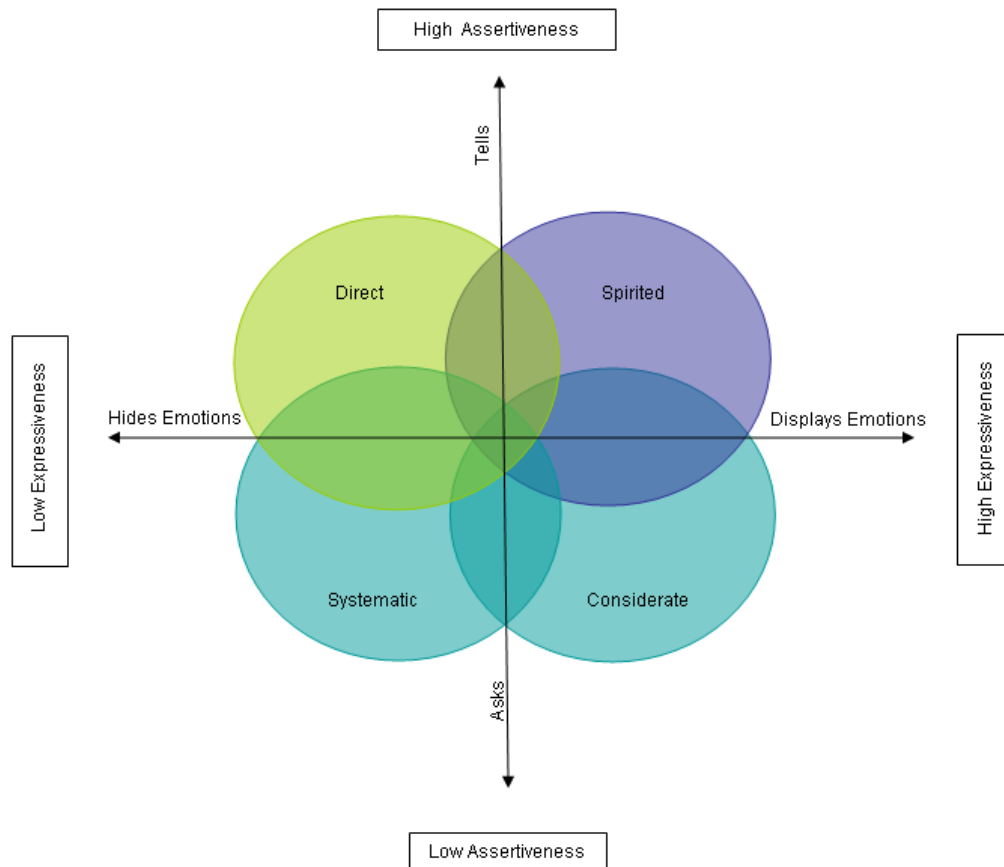 High Assertiveness
Tells
Direct
Spirited
Low Expressiveness
Hides Emotions
Displays Emotions
High Expressiveness
Systematic
Considerate
Asks
Low Assertiveness